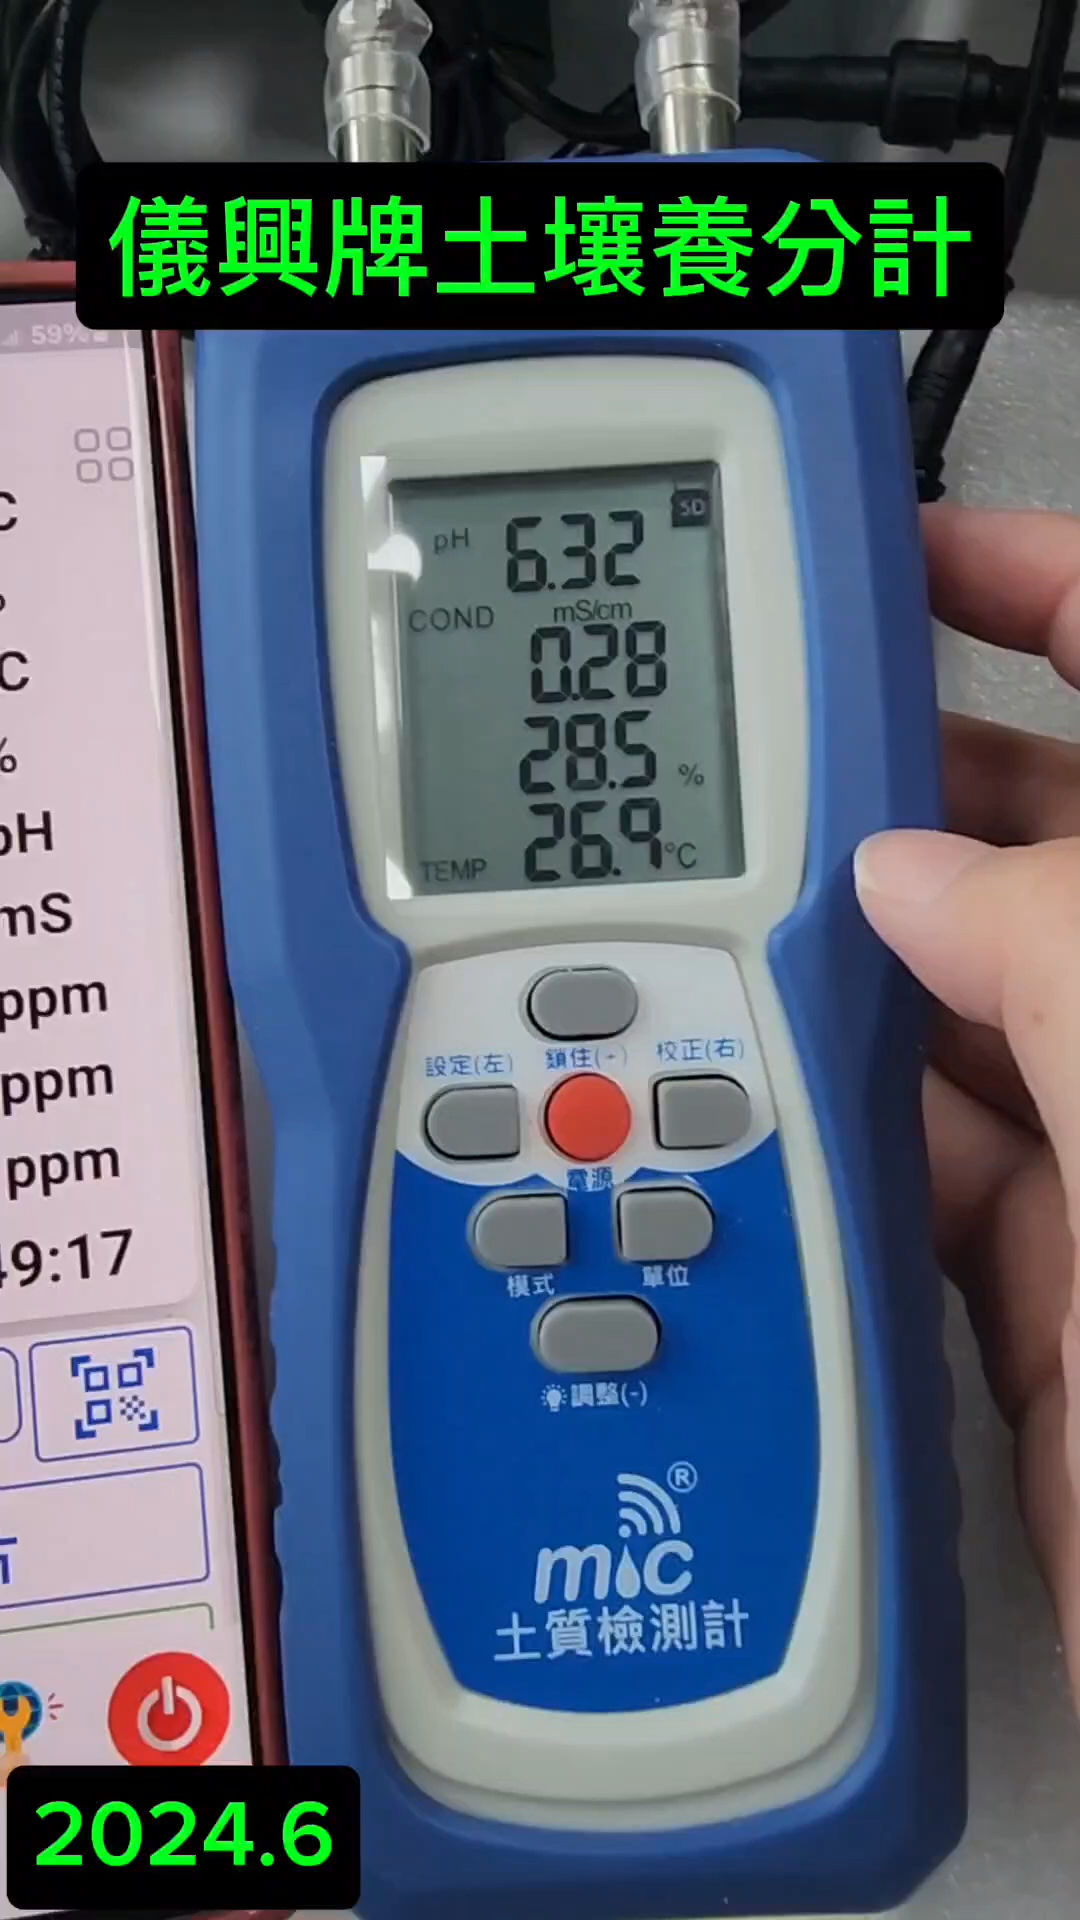 儀興牌土壤養分計
59%
C
C
%
pH
mS
ppm
ppm
ppm
49:17
pH 6.32 SD
COND mS/cm
0.28
28.5 %
TEMP 26.9 °C
設定(左) 鎖住(+) 校正(右)
電源
模式 單位
調整(-)
mic®
土質檢測計
2024.6